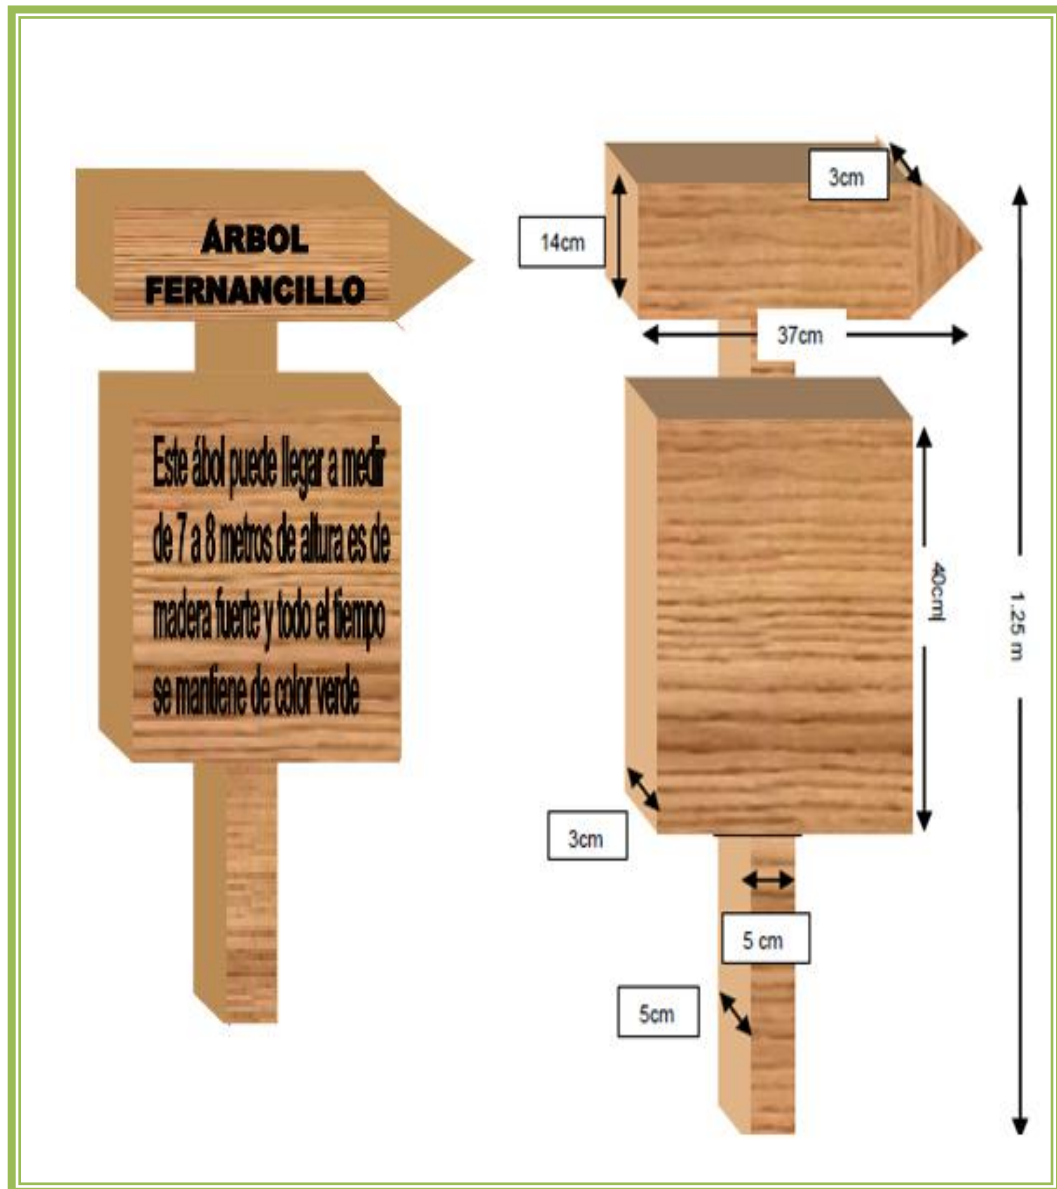 ÁRBOL
FERNANCILLO
Este ábol puede llegar a medir
de 7 a 8 metros de altura es de
madera fuerte y todo el tiempo
se mantiene de color verde
3cm
14cm
37cm
40cm
1.25 m
3cm
5 cm
5cm